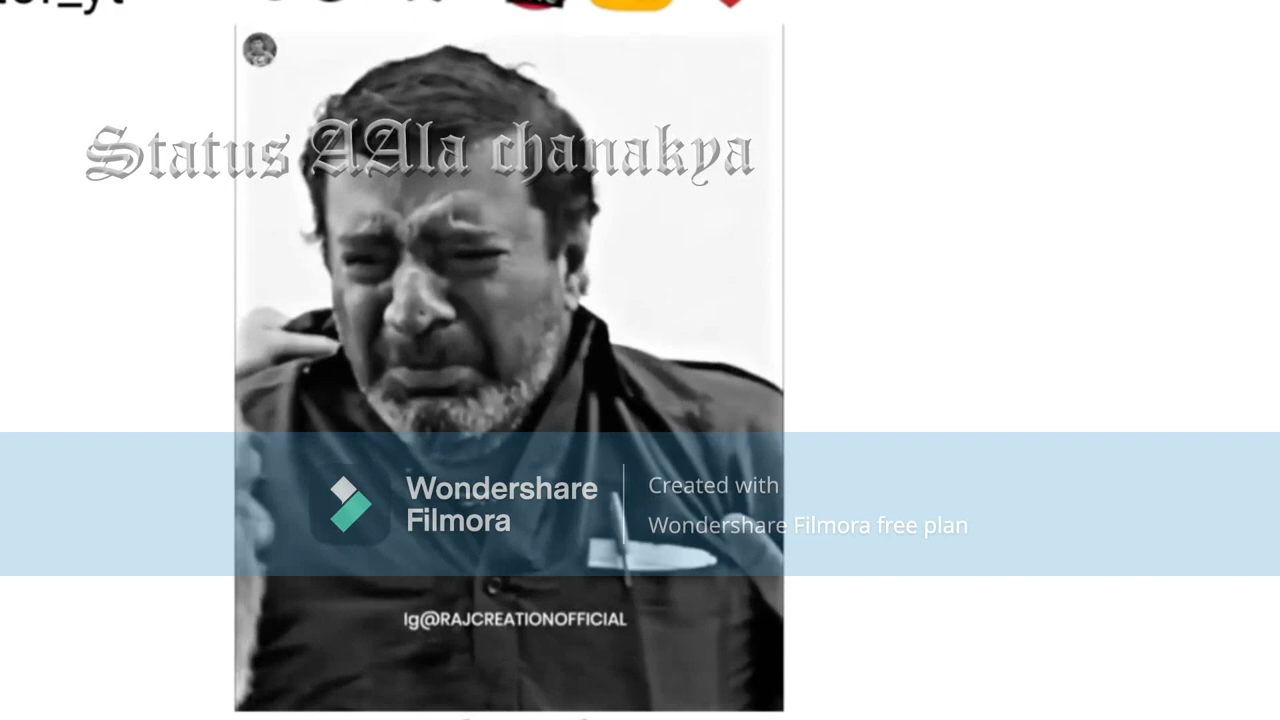 Status AAla chanakya
Wondershare
Filmora
Created with
Wondershare Filmora free plan
Ig@RAJCREATIONOFFICIAL